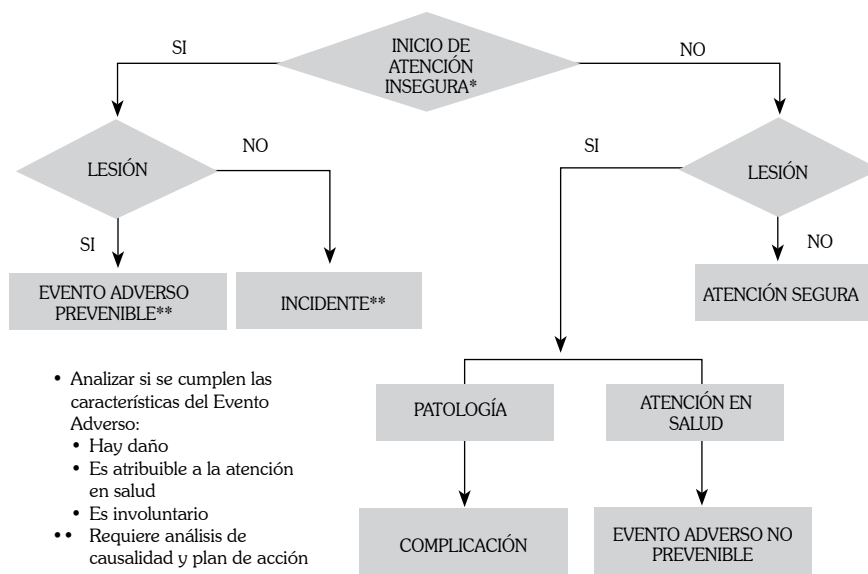 SI
INICIO DE
ATENCIÓN
INSEGURA*
NO
LESIÓN
NO
SI
LESIÓN
SI
NO
EVENTO ADVERSO
PREVENIBLE**
INCIDENTE**
ATENCIÓN SEGURA
• Analizar si se cumplen las
características del Evento
Adverso:
• Hay daño
• Es atribuible a la atención
en salud
• Es involuntario
•• Requiere análisis de
causalidad y plan de acción
PATOLOGÍA
ATENCIÓN EN
SALUD
COMPLICACIÓN
EVENTO ADVERSO NO
PREVENIBLE